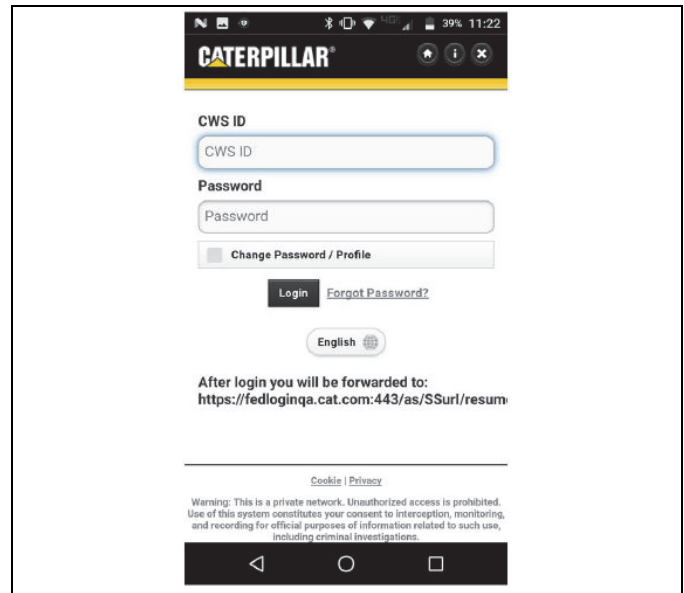 39% 11:22
CATERPILLAR®
CWS ID
CWS ID
Password
Password
Change Password / Profile
Login Forgot Password?
English
After login you will be forwarded to:
https://fedloginqa.cat.com:443/as/SSurl/resum
Cookie | Privacy
Warning: This is a private network. Unauthorized access is prohibited.
Use of this system constitutes your consent to interception, monitoring,
and recording for official purposes of information related to such use,
including criminal investigations.